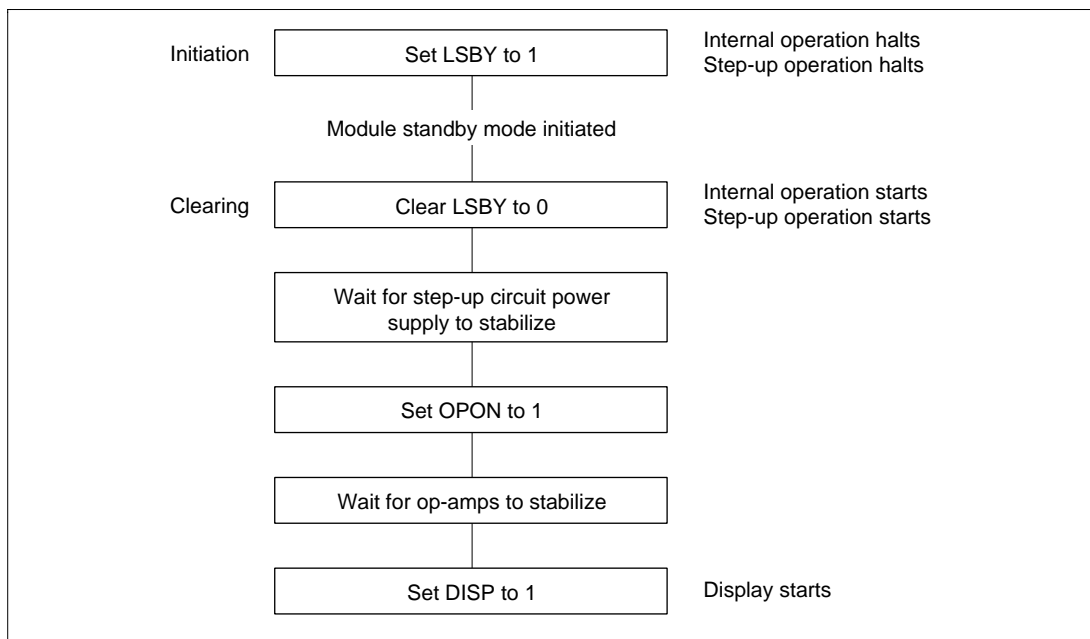 Initiation
Set LSBY to 1
Internal operation halts
Step-up operation halts
Module standby mode initiated
Clearing
Clear LSBY to 0
Internal operation starts
Step-up operation starts
Wait for step-up circuit power
supply to stabilize
Set OPON to 1
Wait for op-amps to stabilize
Set DISP to 1
Display starts